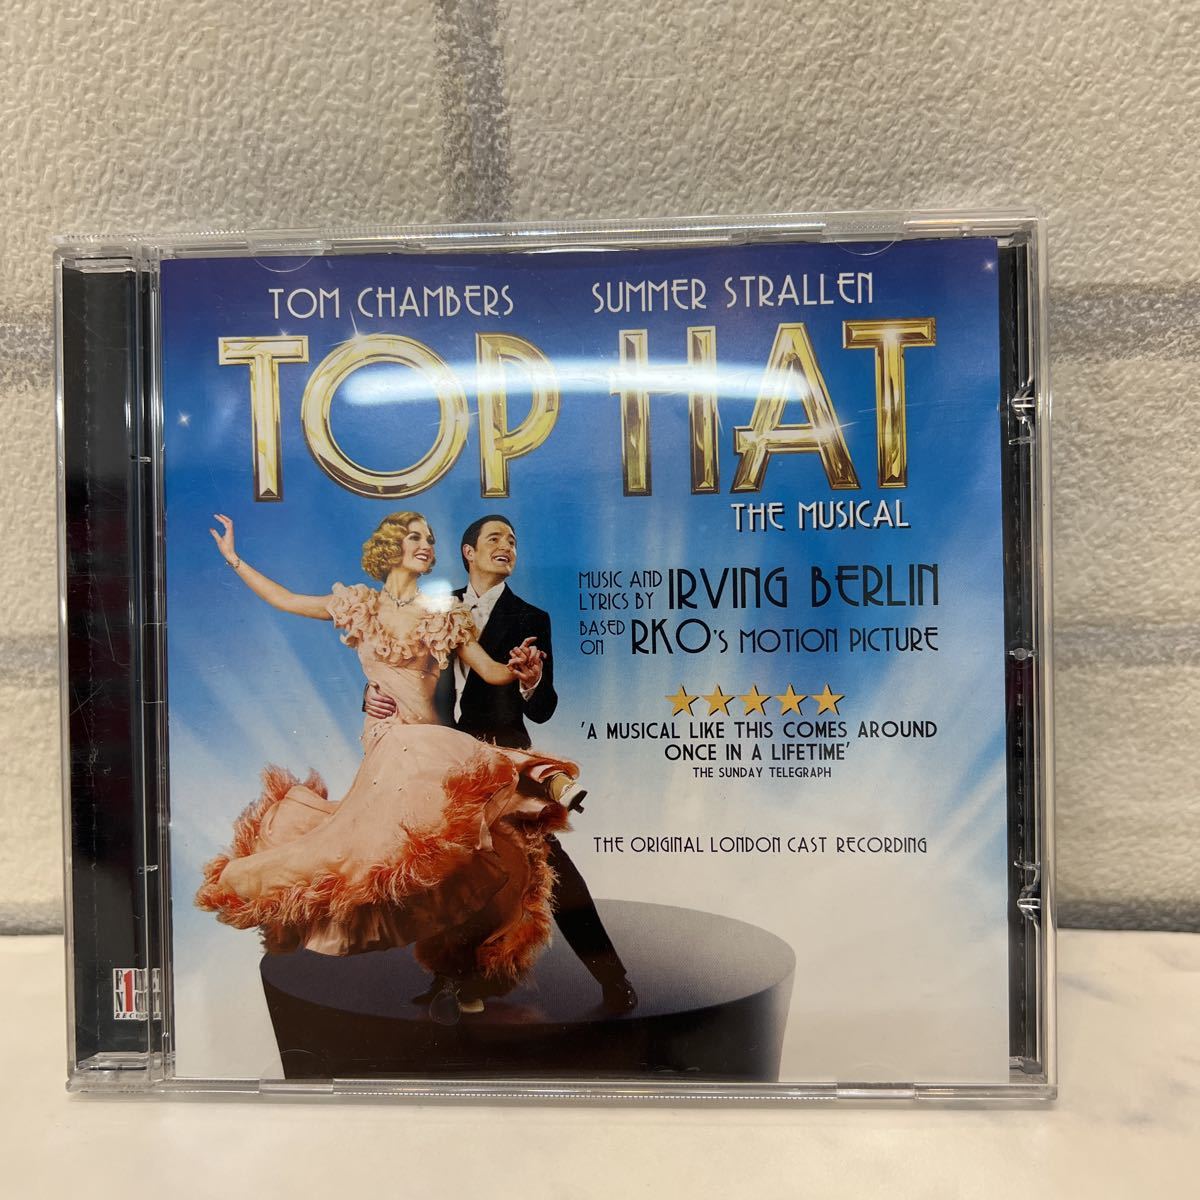 TOM CHAMBERS SUMMER STRALLEN
TOP HAT
THE MUSICAL
MUSIC AND
LYRICS BY IRVING BERLIN
BASED
ON RKO'S MOTION PICTURE
'A MUSICAL LIKE THIS COMES AROUND
ONCE IN A LIFETIME'
THE SUNDAY TELEGRAPH
THE ORIGINAL LONDON CAST RECORDING